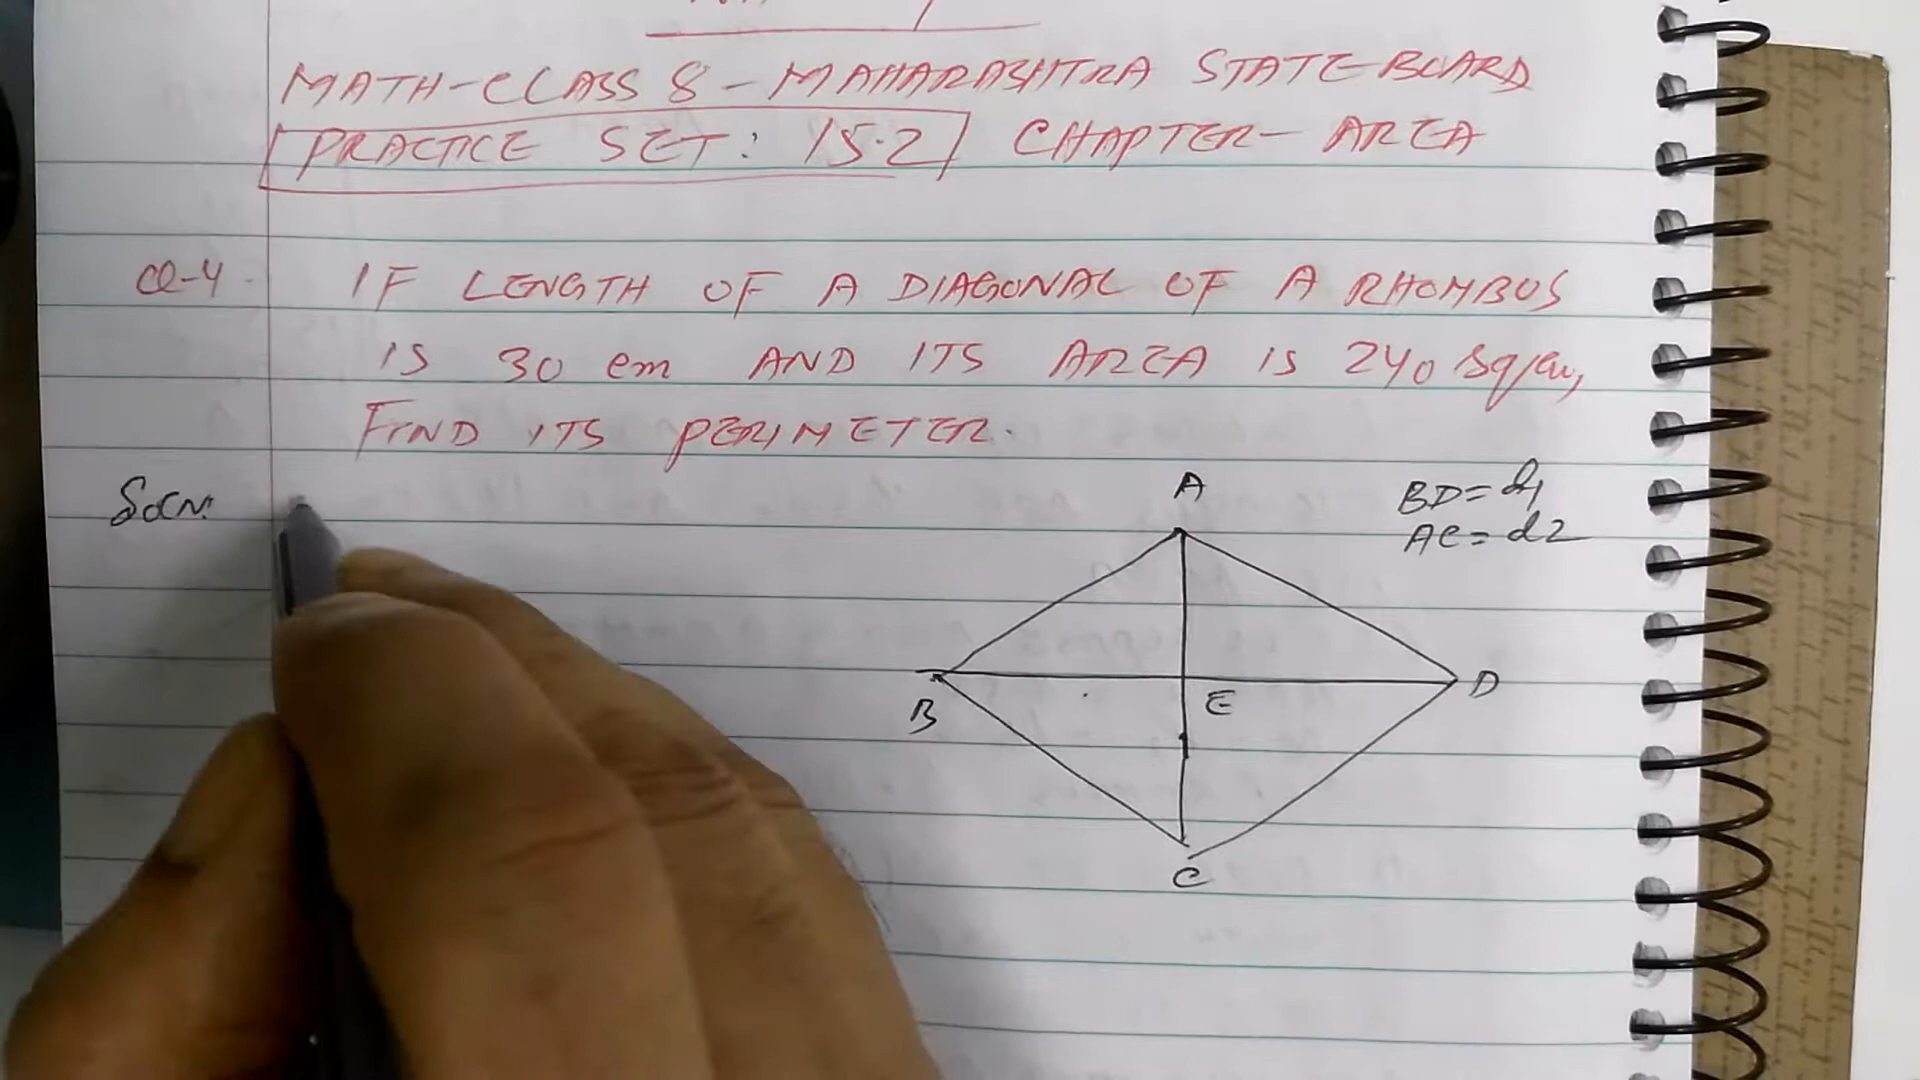 MATH-CLASS 8 - MAHARASHTRA STATE BOARD
PRACTICE SET: 15.2 CHAPTER- AREA
Q-4. IF LENGTH OF A DIAGONAL OF A RHOMBUS
IS 30 cm AND ITS AREA IS 240 sq/cm,
FIND ITS PERIMETER.
Soln:
A
BD = d1
AC = d2
B
E
D
C